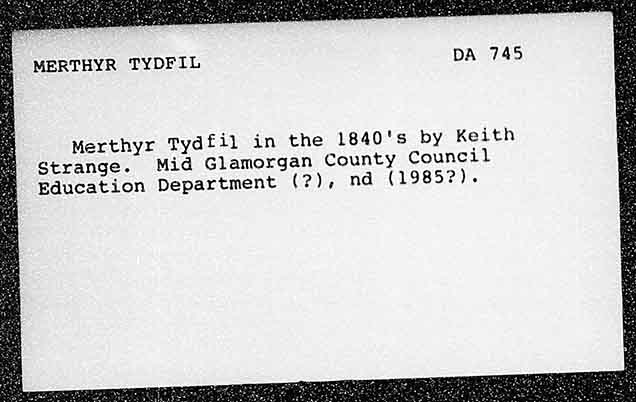 MERTHYR TYDFIL DA 745
Merthyr Tydfil in the 1840's by Keith
Strange. Mid Glamorgan County Council
Education Department (?), nd (1985?).